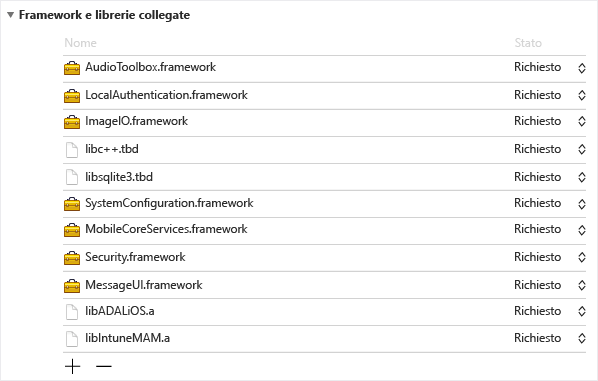 Framework e librerie collegate
Nome Stato
AudioToolbox.framework Richiesto
LocalAuthentication.framework Richiesto
ImageIO.framework Richiesto
libc++.tbd Richiesto
libsqlite3.tbd Richiesto
SystemConfiguration.framework Richiesto
MobileCoreServices.framework Richiesto
Security.framework Richiesto
MessageUI.framework Richiesto
libADALiOS.a Richiesto
libIntuneMAM.a Richiesto